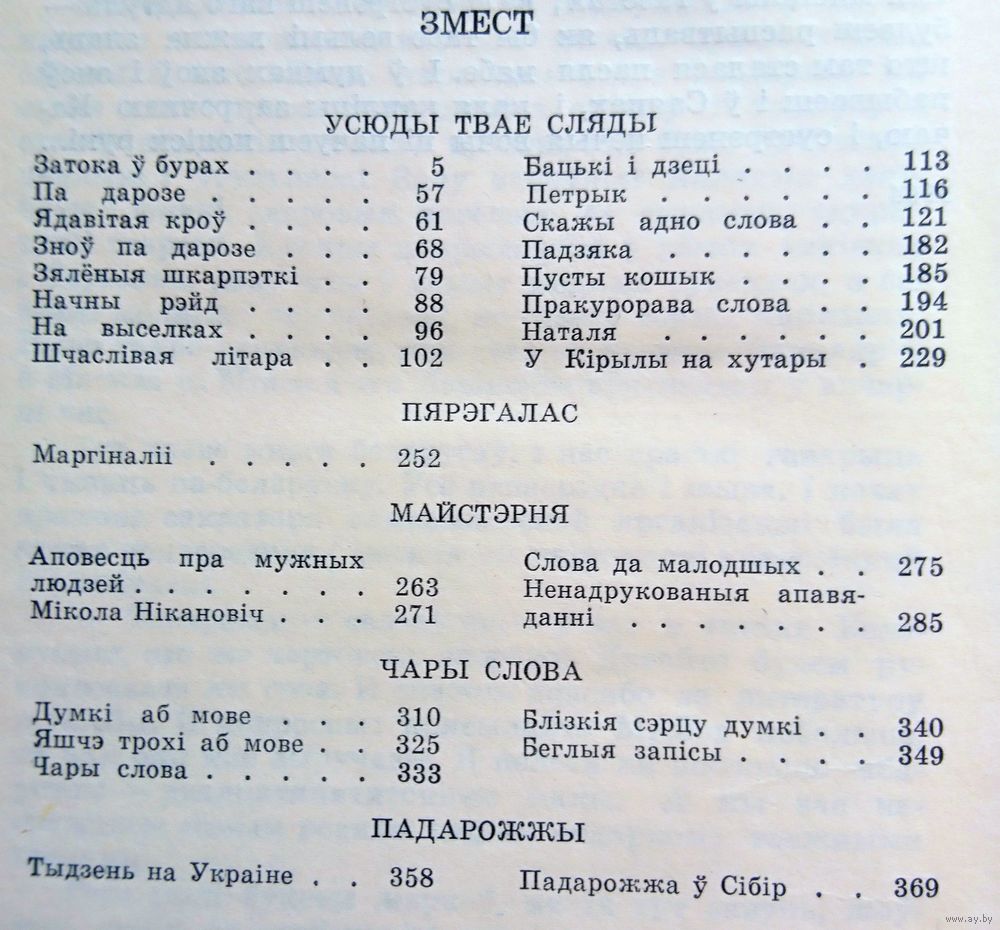 ЗМЕСТ
УСЮДЫ ТВАЕ СЛЯДЫ
Затока ў бурах . . . . . 5
Па дарозе . . . . . 57
Ядавітая кроў . . . . . 61
Зноў па дарозе . . . . 68
Зялёныя шкарпэткі . . . 79
Начны рэйд . . . . . 88
На выселках . . . . . 96
Шчаслівая літара . . 102
Бацькі і дзеці . . . . 113
Петрык . . . . . . 116
Скажы адно слова . . 121
Падзяка . . . . . . 182
Пусты кошык . . . . 185
Пракурорава слова . . 194
Наталя . . . . . . 201
У Кірылы на хутары . 229
ПЯРЭГАЛАС
Маргіналіі . . . . . 252
МАЙСТЭРНЯ
Аповесць пра мужных
людзей . . . . . . . 263
Мікола Нікановіч . . . 271
Слова да малодшых . . 275
Ненадрукованыя апавя-
данні . . . . . . . 285
ЧАРЫ СЛОВА
Думкі аб мове . . . . 310
Яшчэ трохі аб мове . . 325
Чары слова . . . . . 333
Блізкія сэрцу думкі . . 340
Беглыя запісы . . . . 349
ПАДАРОЖЖЫ
Тыдзень на Украіне . . 358
Падарожжа ў Сібір . . 369
www.ay.by